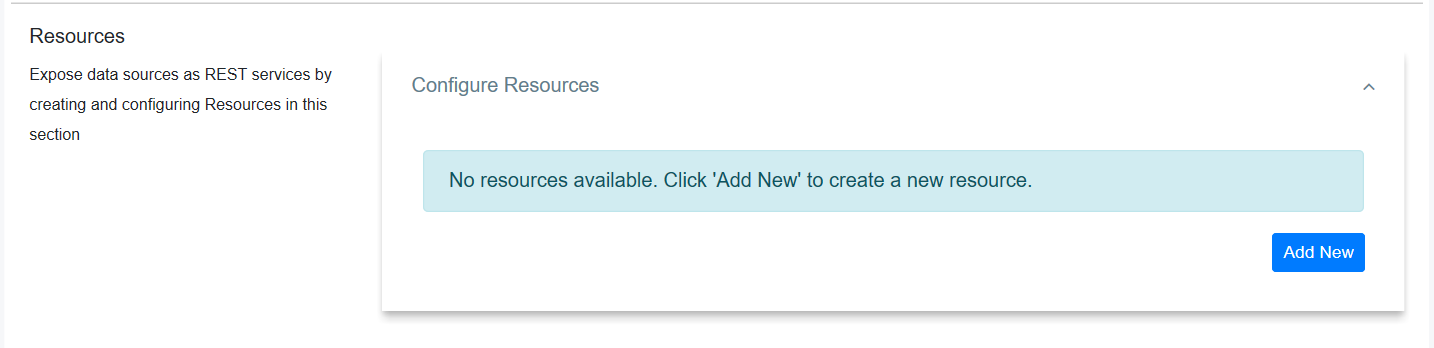 Resources
Expose data sources as REST services by
creating and configuring Resources in this
section
Configure Resources
No resources available. Click 'Add New' to create a new resource.
Add New